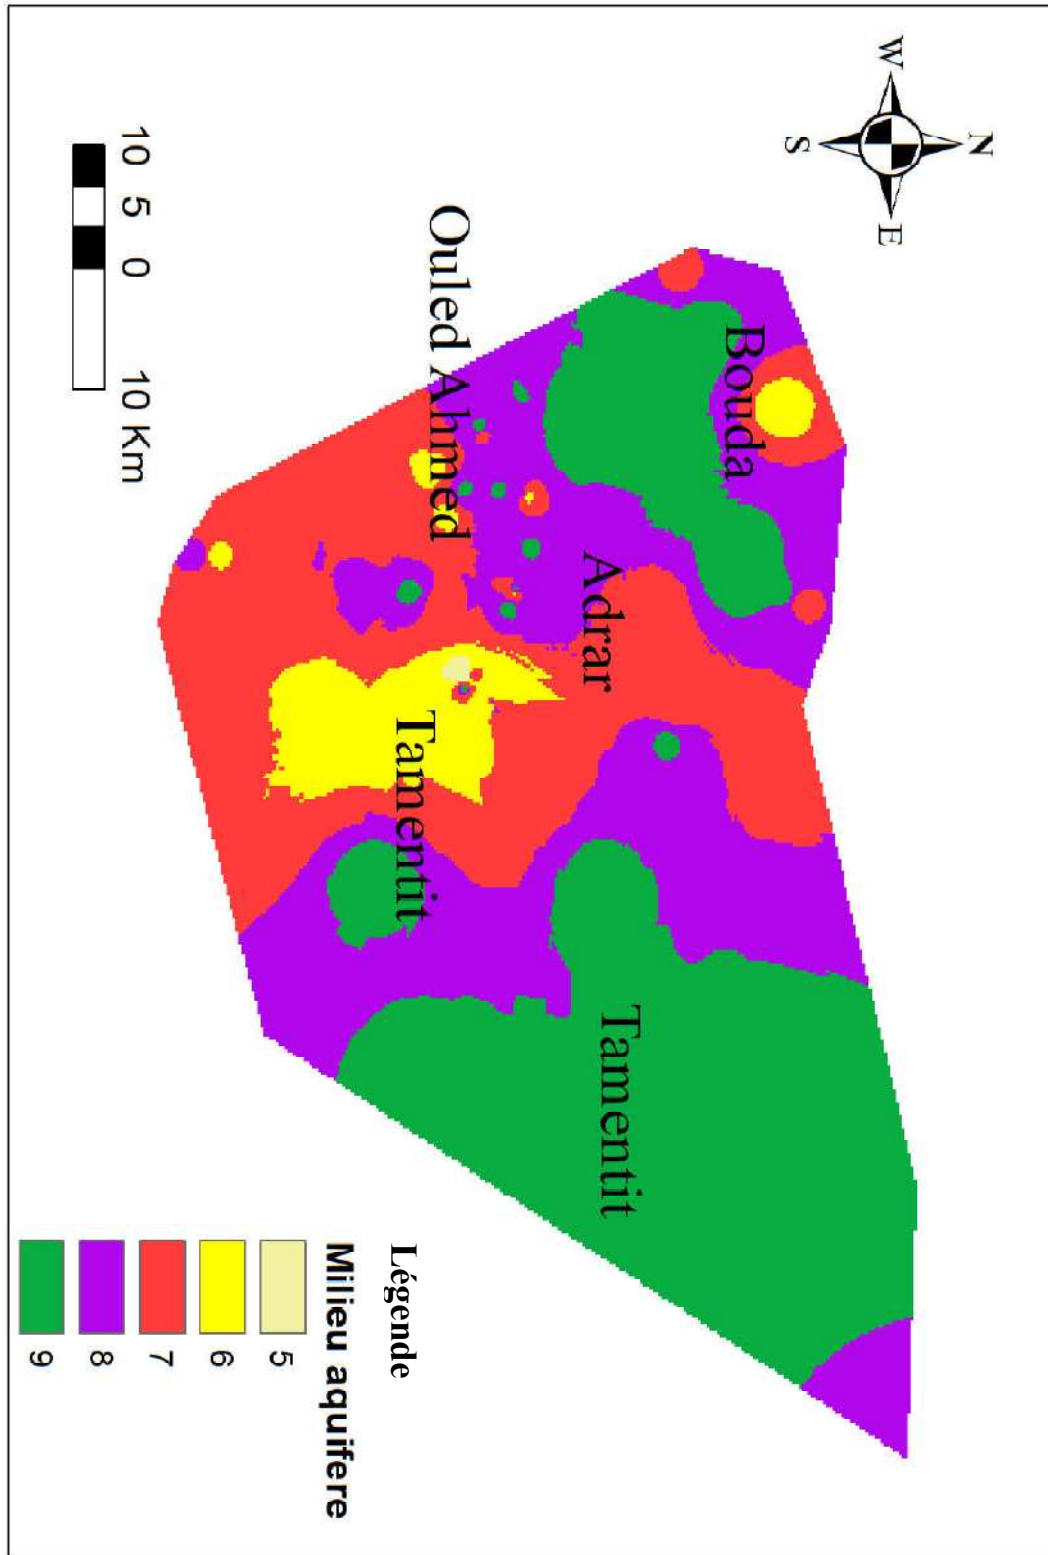 N
W
E
S
Bouda
Adrar
Ouled Ahmed
Tamentit
Tamentit
Légende
Milieu aquifere
5
6
7
8
9
10 5 0 10 Km